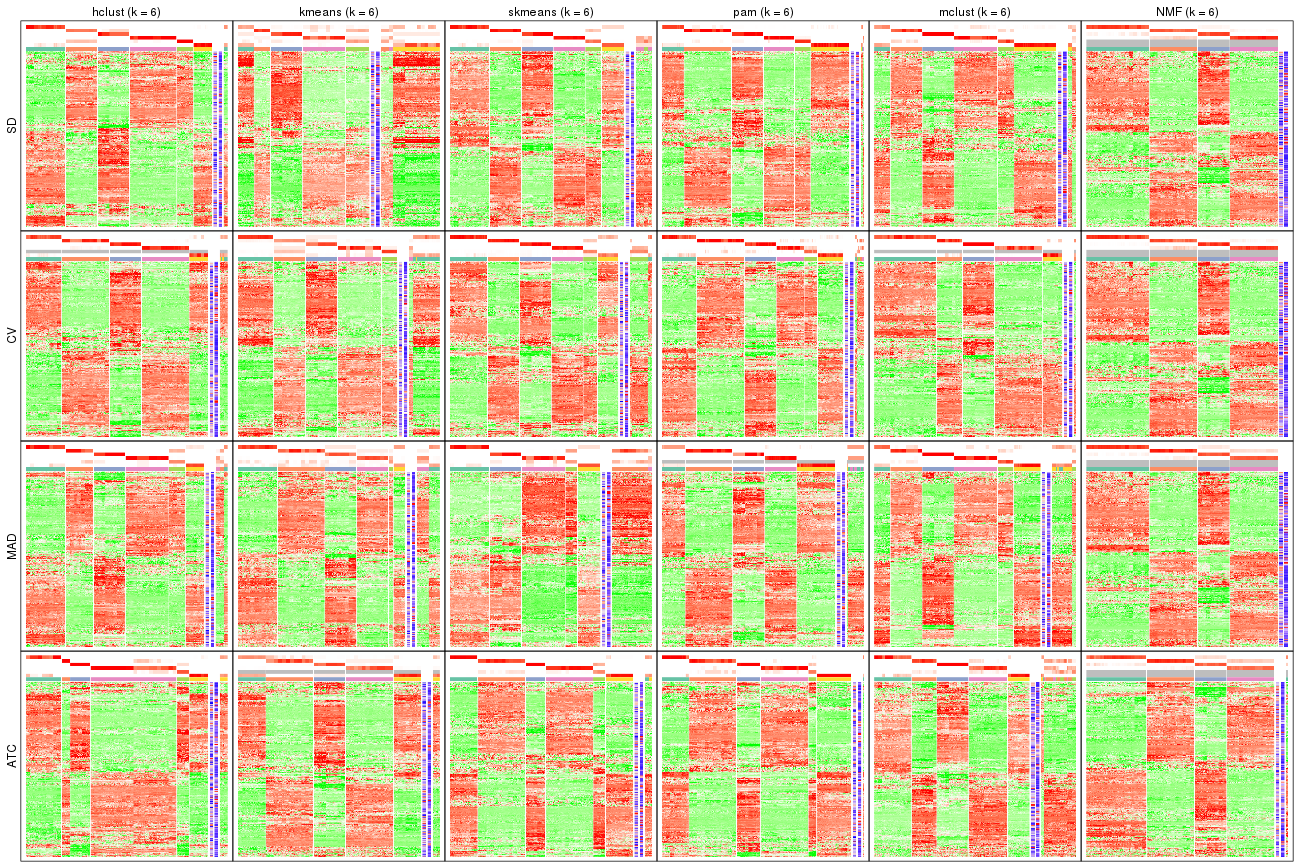 hclust (k = 6) kmeans (k = 6) skmeans (k = 6) pam (k = 6) mclust (k = 6) NMF (k = 6)
SD
CV
MAD
ATC